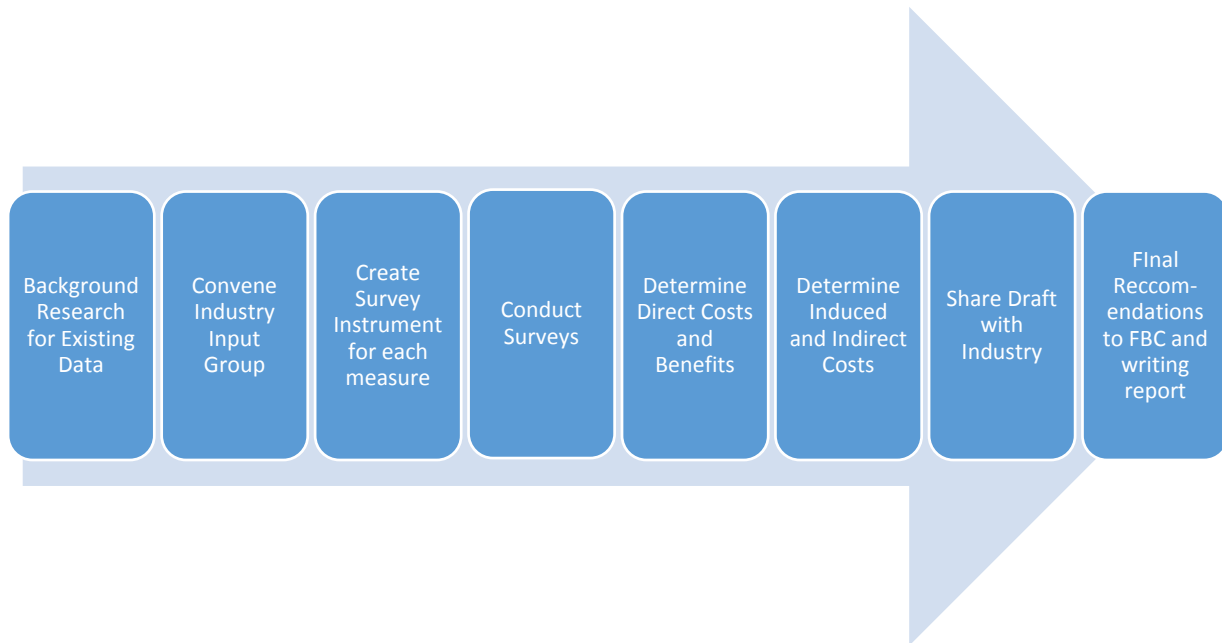 Background
Research
for Existing
Data
Convene
Industry
Input
Group
Create
Survey
Instrument
for each
measure
Conduct
Surveys
Determine
Direct Costs
and
Benefits
Determine
Induced
and Indirect
Costs
Share Draft
with
Industry
FInal
Reccom-
endations
to FBC and
writing
report